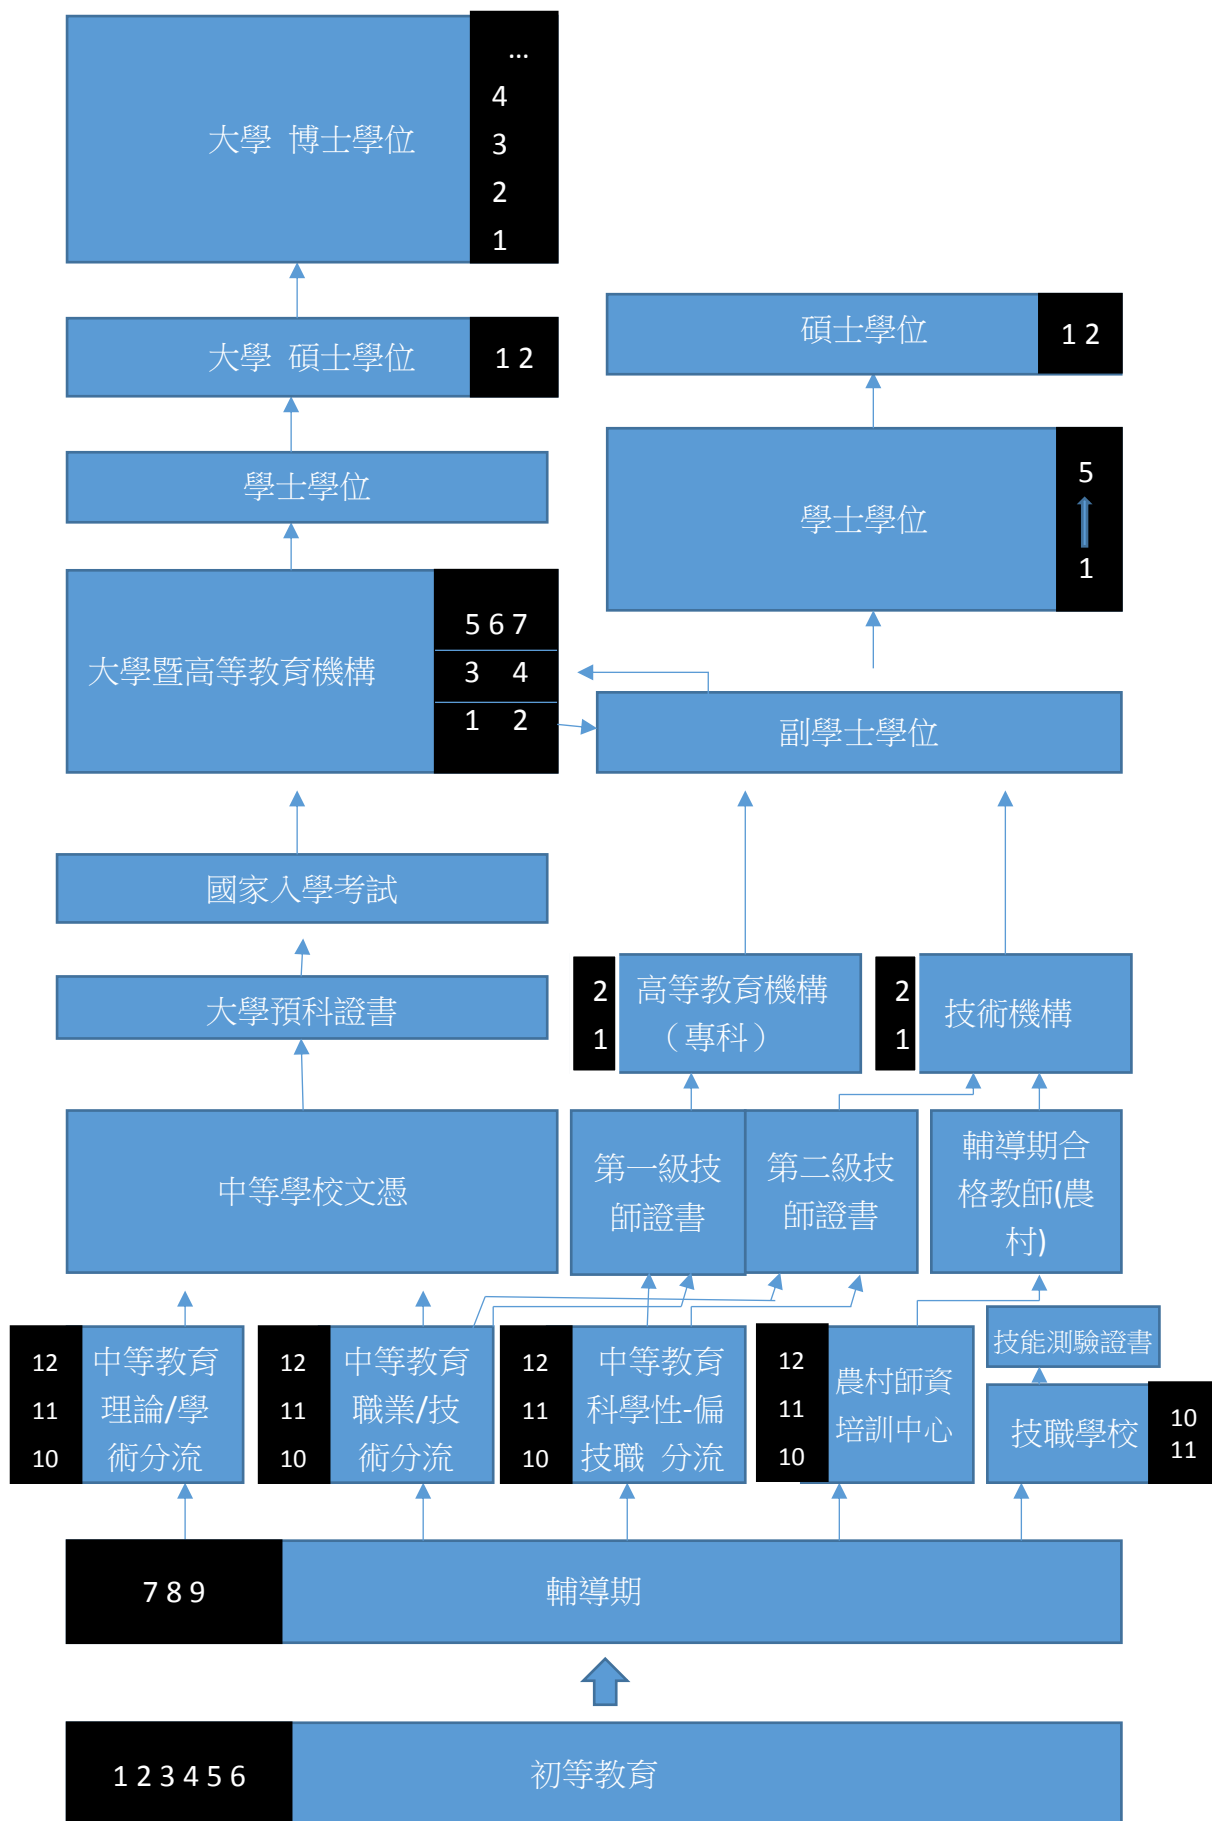 …
4
3
2
1
大學 博士學位
大學 碩士學位
1 2
碩士學位
1 2
學士學位
學士學位
5
1
大學暨高等教育機構
5 6 7
3 4
1 2
副學士學位
國家入學考試
大學預科證書
2
1
高等教育機構
（專科）
2
1
技術機構
中等學校文憑
第一級技
師證書
第二級技
師證書
輔導期合
格教師(農
村)
12
11
10
中等教育
理論/學
術分流
12
11
10
中等教育
職業/技
術分流
12
11
10
中等教育
科學性-偏
技職 分流
12
11
10
農村師資
培訓中心
技能測驗證書
技職學校
10
11
7 8 9
輔導期
1 2 3 4 5 6
初等教育